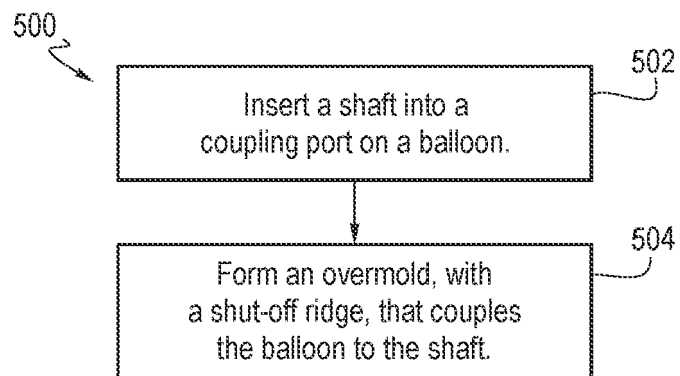 500
502
Insert a shaft into a
coupling port on a balloon.
504
Form an overmold, with
a shut-off ridge, that couples
the balloon to the shaft.